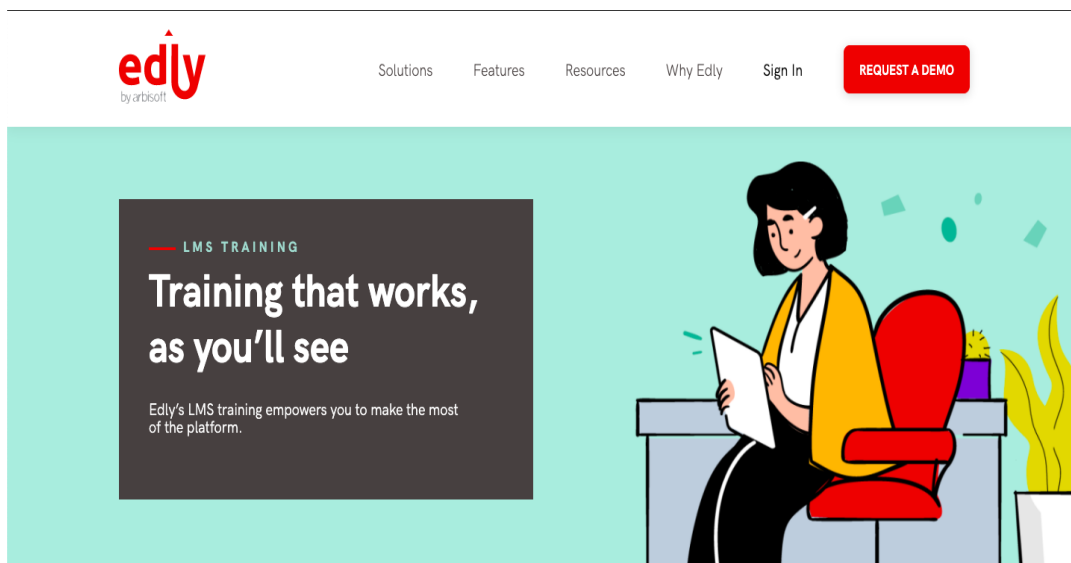 edly
by arbisoft
Solutions
Features
Resources
Why Edly
Sign In
REQUEST A DEMO
LMS TRAINING
Training that works,
as you’ll see
Edly’s LMS training empowers you to make the most
of the platform.